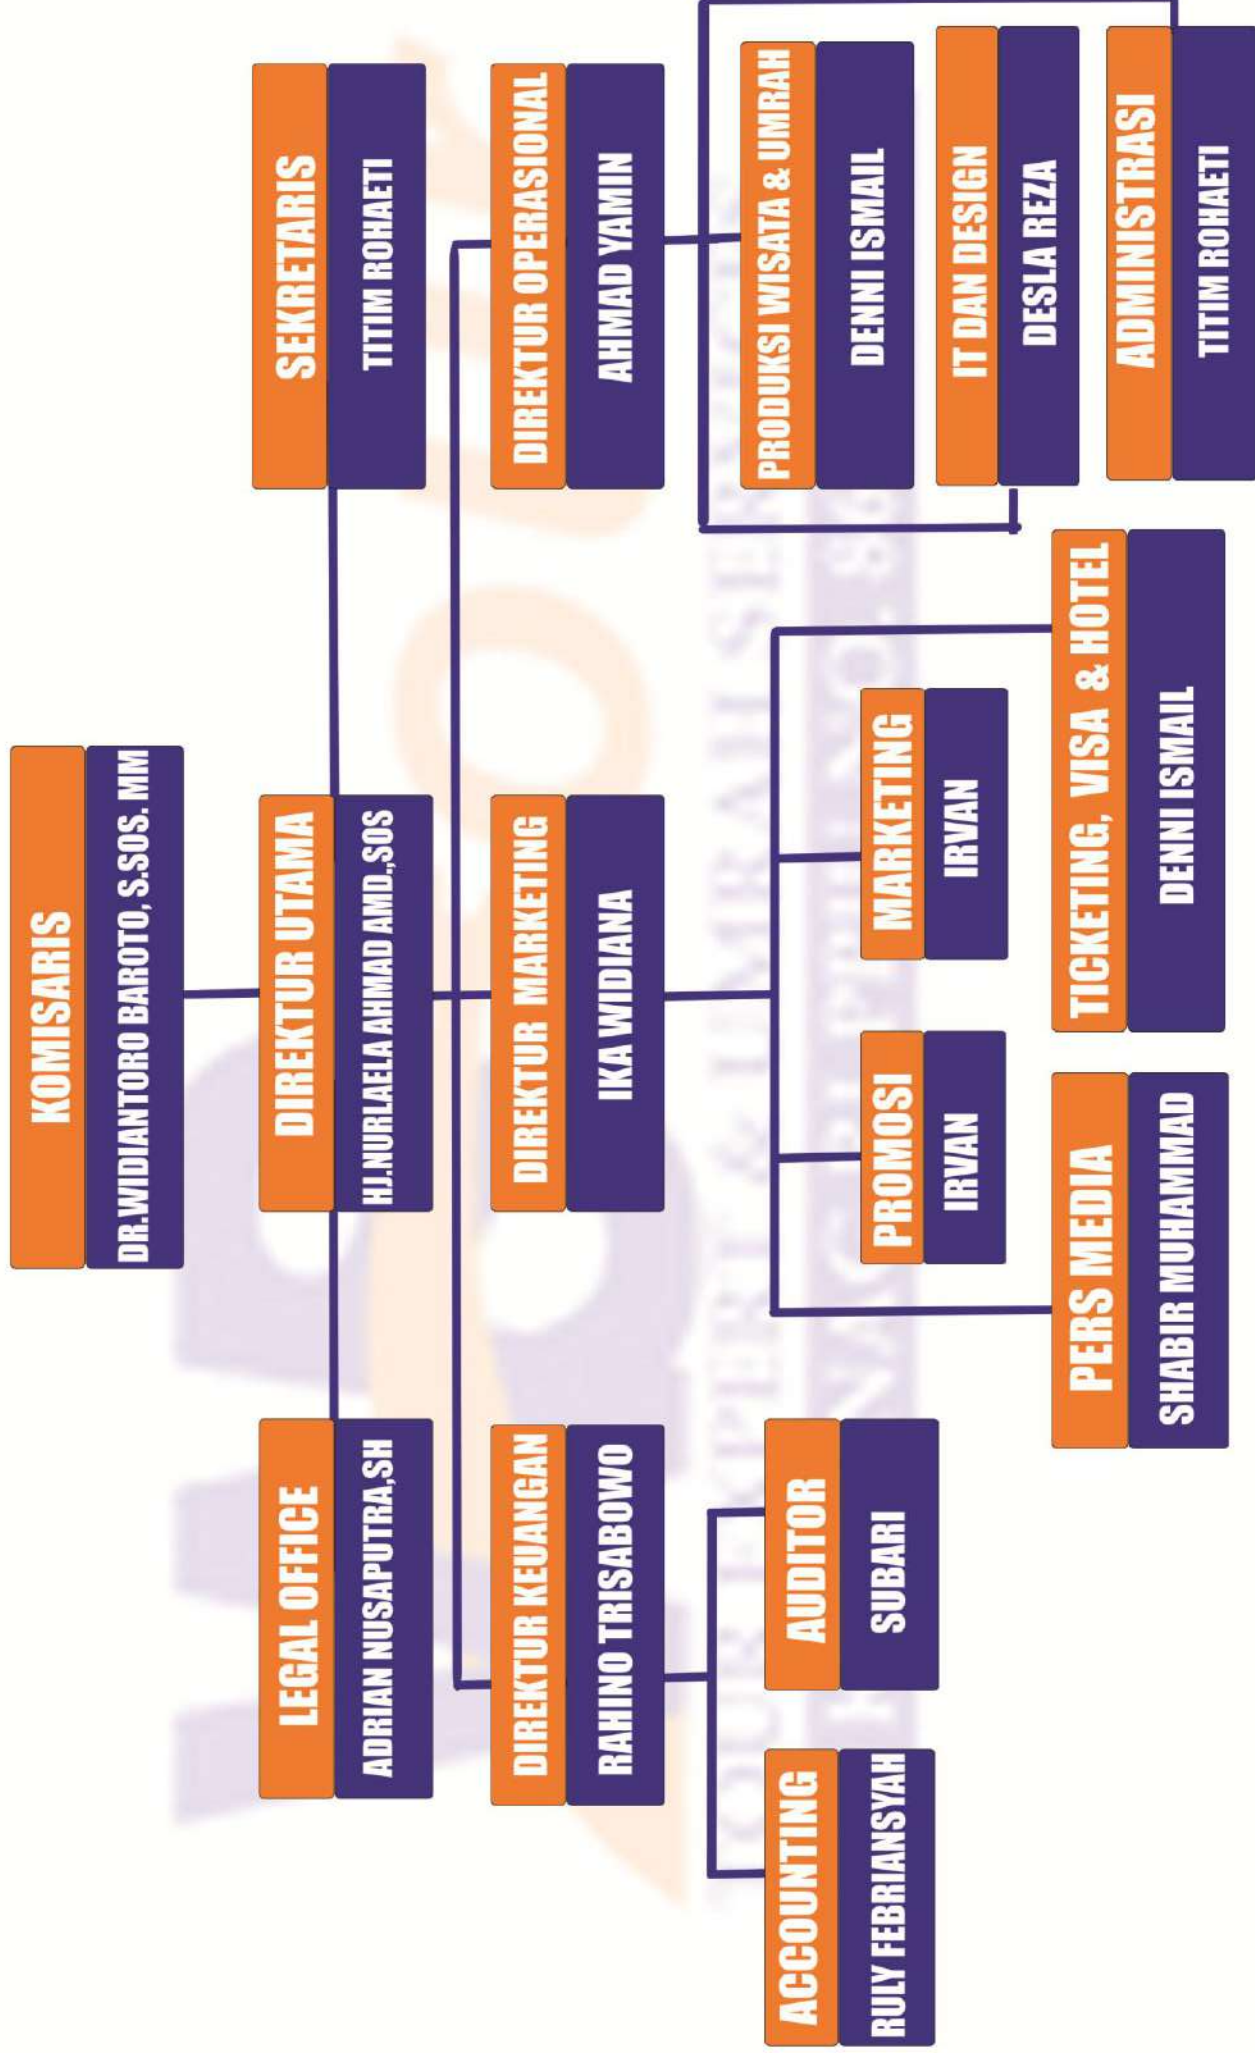 KOMISARIS
DR.WIDIANTORO BAROTO, S.SOS. MM
LEGAL OFFICE
ADRIAN NUSAPUTRA,SH
DIREKTUR UTAMA
HJ.NURLAELA AHMAD AMD.,SOS
SEKRETARIS
TITIM ROHAETI
DIREKTUR KEUANGAN
RAHINO TRISABOWO
DIREKTUR MARKETING
IKA WIDIANA
DIREKTUR OPERASIONAL
AHMAD YAMIN
ACCOUNTING
RULY FEBRIANSYAH
AUDITOR
SUBARI
PROMOSI
IRVAN
MARKETING
IRVAN
PERS MEDIA
SHABIR MUHAMMAD
TICKETING, VISA & HOTEL
DENNI ISMAIL
PRODUKSI WISATA & UMRAH
DENNI ISMAIL
IT DAN DESIGN
DESLA REZA
ADMINISTRASI
TITIM ROHAETI